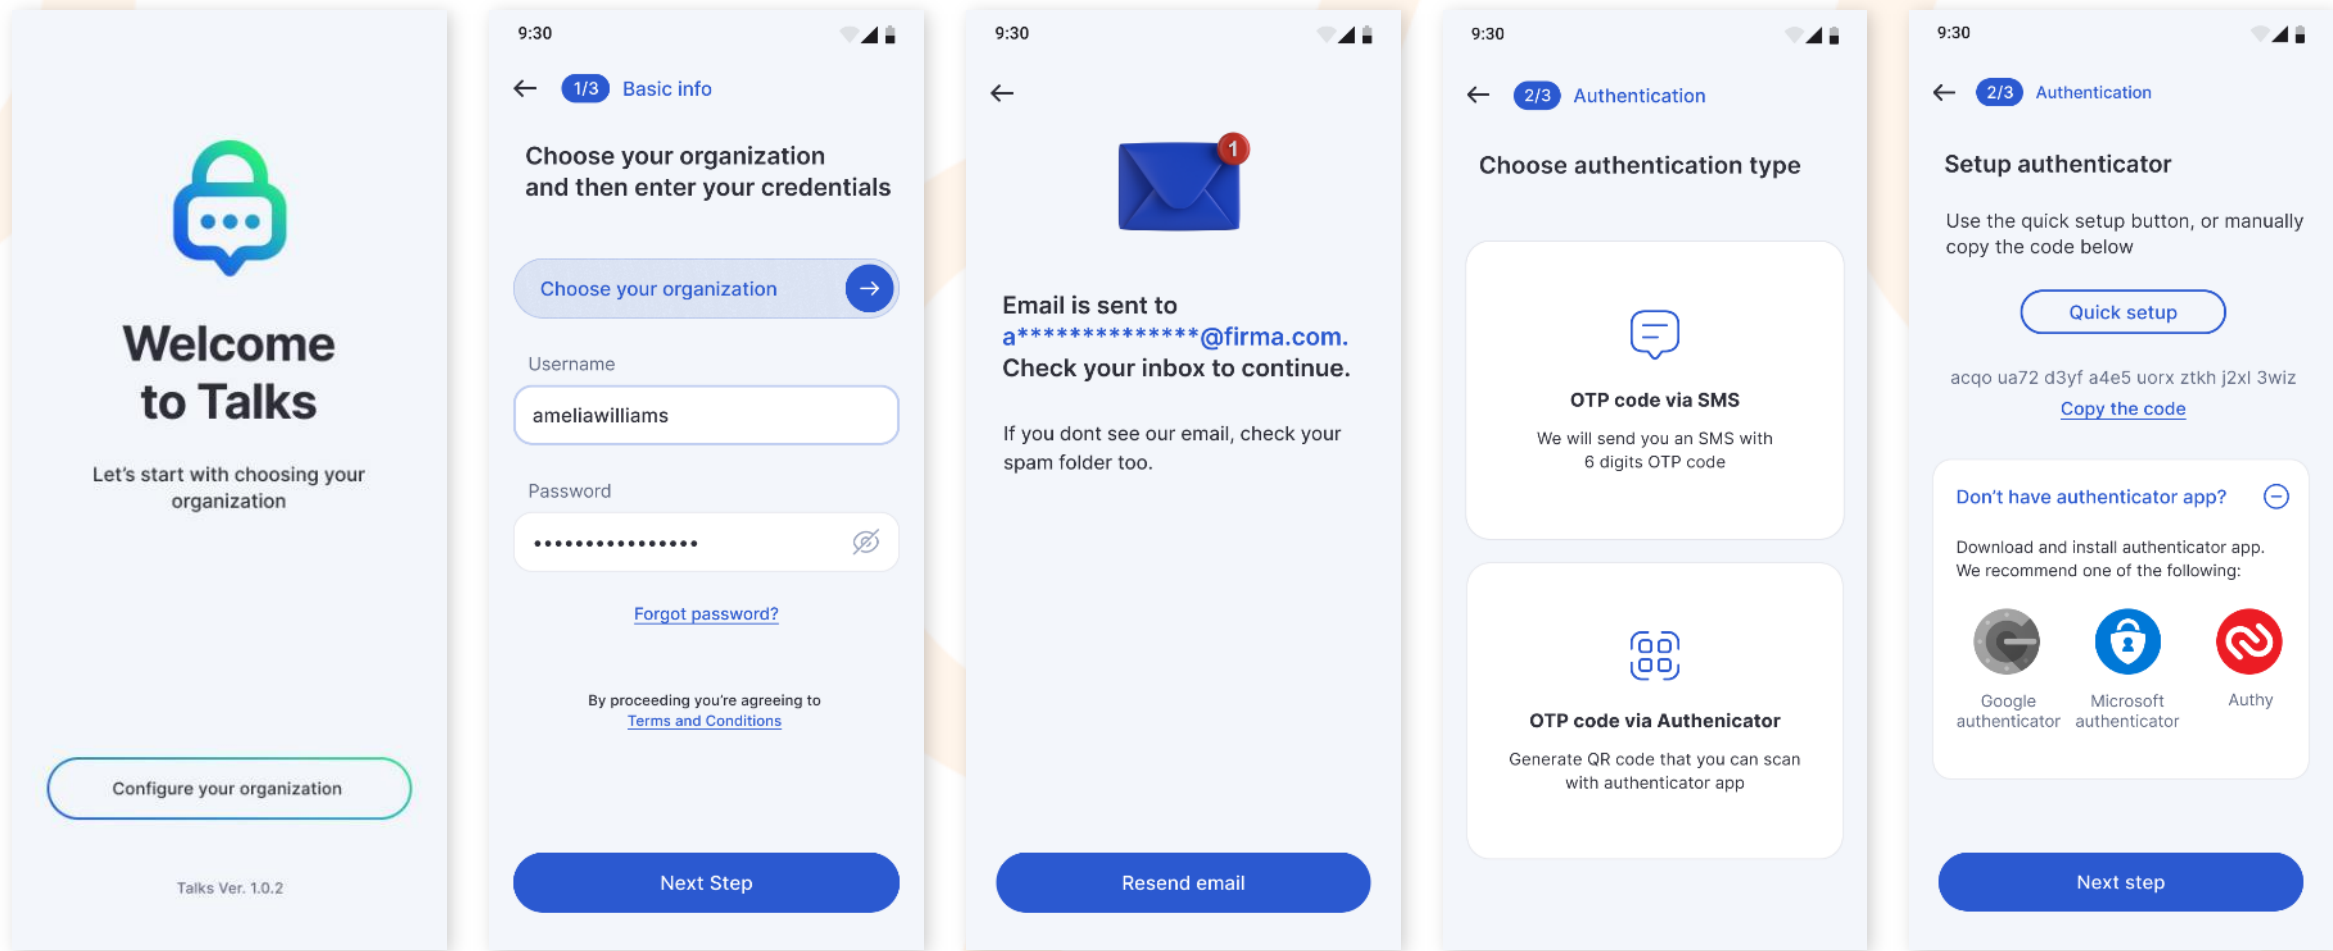 Welcome
to Talks
Let's start with choosing your
organization
Configure your organization
Talks Ver. 1.0.2
9:30
1/3 Basic info
Choose your organization
and then enter your credentials
Choose your organization
Username
ameliawilliams
Password
••••••••••••••••
Forgot password?
By proceeding you're agreeing to
Terms and Conditions
Next Step
9:30
1
Email is sent to
a**************@firma.com.
Check your inbox to continue.
If you dont see our email, check your
spam folder too.
Resend email
9:30
2/3 Authentication
Choose authentication type
OTP code via SMS
We will send you an SMS with
6 digits OTP code
OTP code via Authenicator
Generate QR code that you can scan
with authenticator app
9:30
2/3 Authentication
Setup authenticator
Use the quick setup button, or manually
copy the code below
Quick setup
acqo ua72 d3yf a4e5 uorx ztkh j2xl 3wiz
Copy the code
Don't have authenticator app?
Download and install authenticator app.
We recommend one of the following:
Google
authenticator
Microsoft
authenticator
Authy
Next step